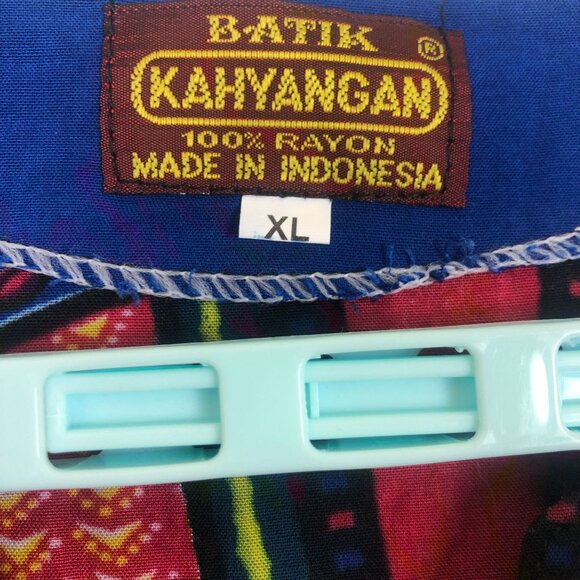 BATIK ®
KAHYANGAN
100% RAYON
MADE IN INDONESIA
XL